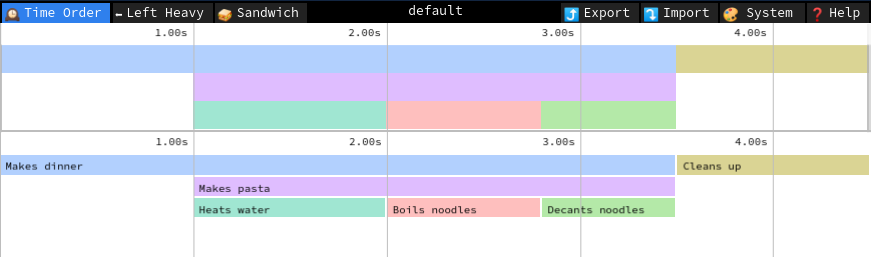 Time Order Left Heavy Sandwich default Export Import System Help
1.00s 2.00s 3.00s 4.00s
1.00s 2.00s 3.00s 4.00s
Makes dinner Cleans up
Makes pasta
Heats water Boils noodles Decants noodles